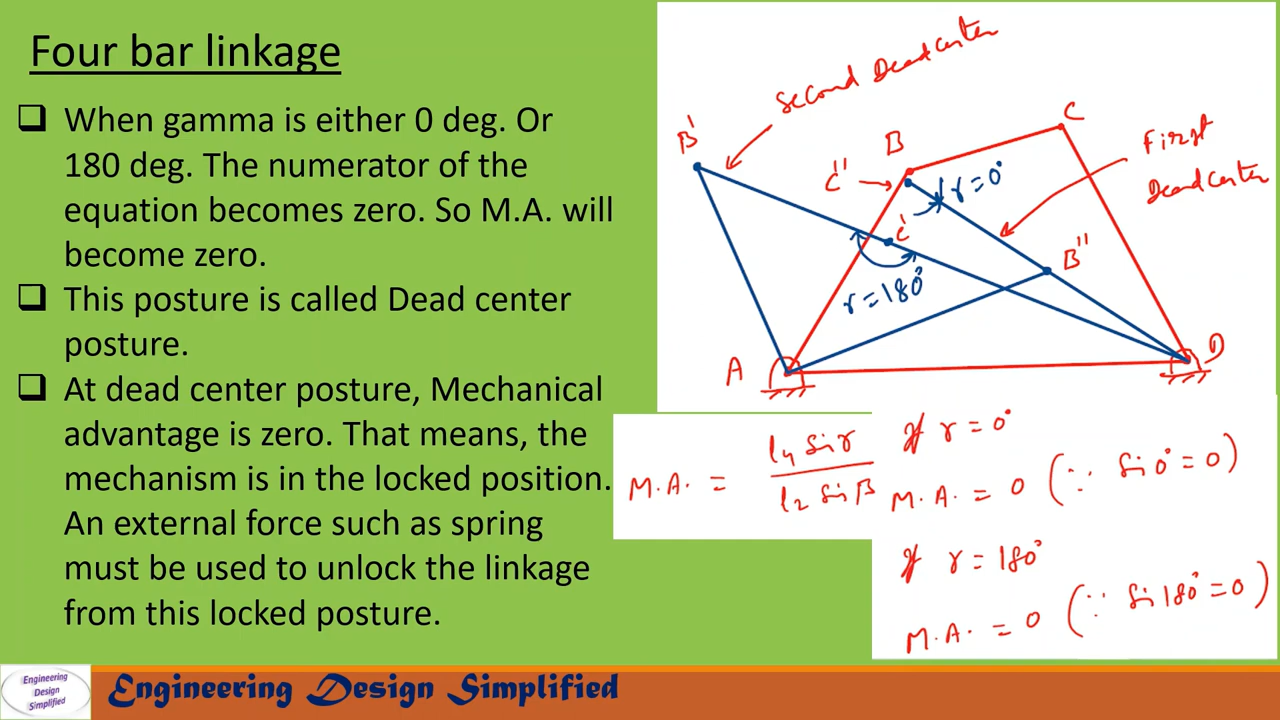 Four bar linkage
❑ When gamma is either 0 deg. Or
180 deg. The numerator of the
equation becomes zero. So M.A. will
become zero.
❑ This posture is called Dead center
posture.
❑ At dead center posture, Mechanical
advantage is zero. That means, the
mechanism is in the locked position.
An external force such as spring
must be used to unlock the linkage
from this locked posture.
Second Dead center
B'
B
C
C''
γ = 0°
First
Dead center
C'
B''
γ = 180°
A
D
M.A. = l4 Sin γ / l2 Sin β
If γ = 0°
M.A. = 0 (∵ Sin 0° = 0)
If γ = 180°
M.A. = 0 (∵ Sin 180° = 0)
Engineering
Design
Simplified
Engineering Design Simplified